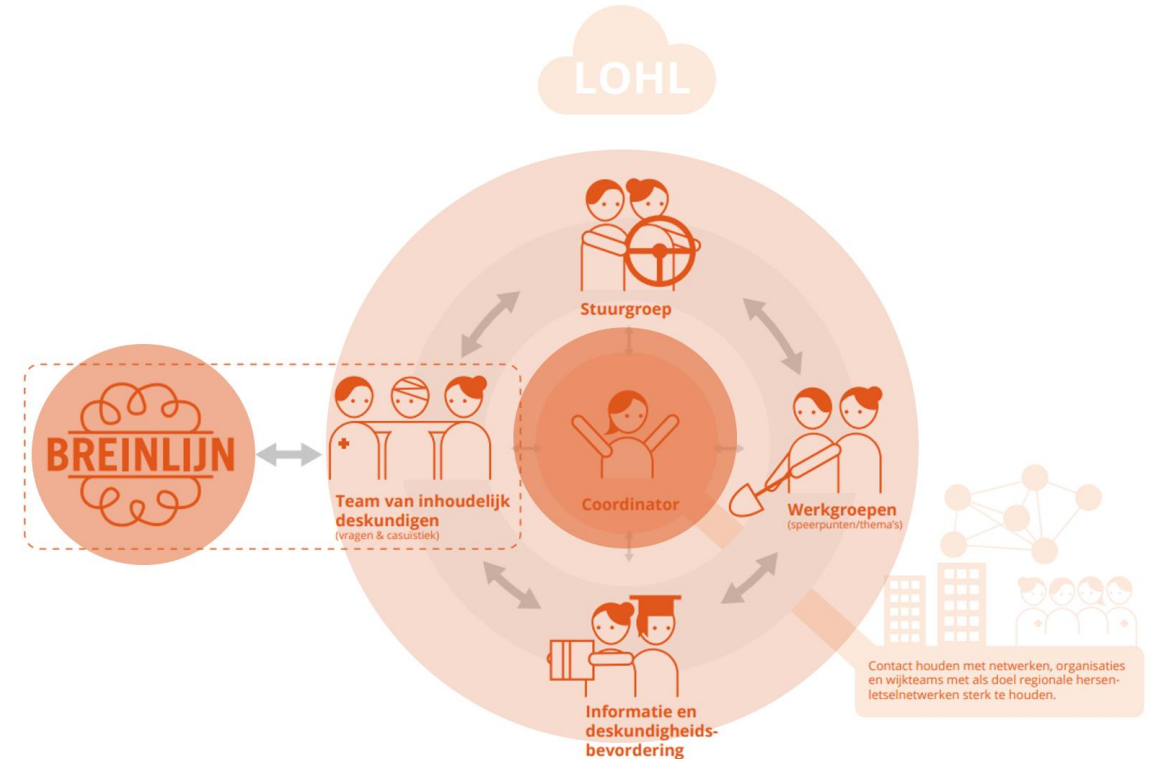 LOHL
Stuurgroep
BREINLIJN
Team van inhoudelijk
deskundigen
(vragen & casuïstiek)
Coordinator
Werkgroepen
(speerpunten/thema's)
Contact houden met netwerken, organisaties
en wijkteams met als doel regionale hersen-
letselnetwerken sterk te houden.
Informatie en
deskundigheids-
bevordering